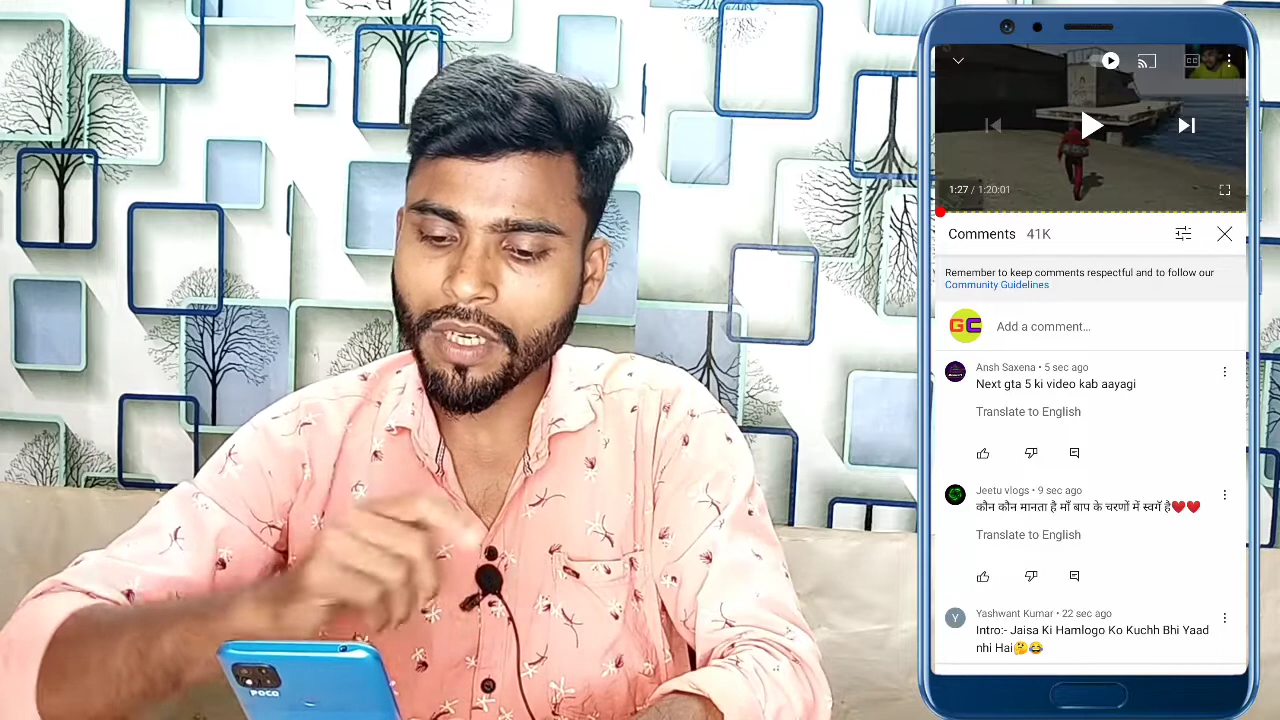 CC
1:27 / 1:20:01
Comments 41K
Remember to keep comments respectful and to follow our
Community Guidelines
GC
Add a comment...
Ansh Saxena • 5 sec ago
Next gta 5 ki video kab aayagi
Translate to English
Jeetu vlogs • 9 sec ago
कौन कौन मानता है माँ बाप के चरणों में स्वर्ग है❤️❤️
Translate to English
Y
Yashwant Kumar • 22 sec ago
Intro:- Jaisa Ki Hamlogo Ko Kuchh Bhi Yaad
nhi Hai🤔😂
POCO